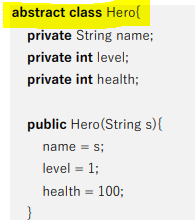 abstract class Hero{
private String name;
private int level;
private int health;
public Hero(String s){
name = s;
level = 1;
health = 100;
}